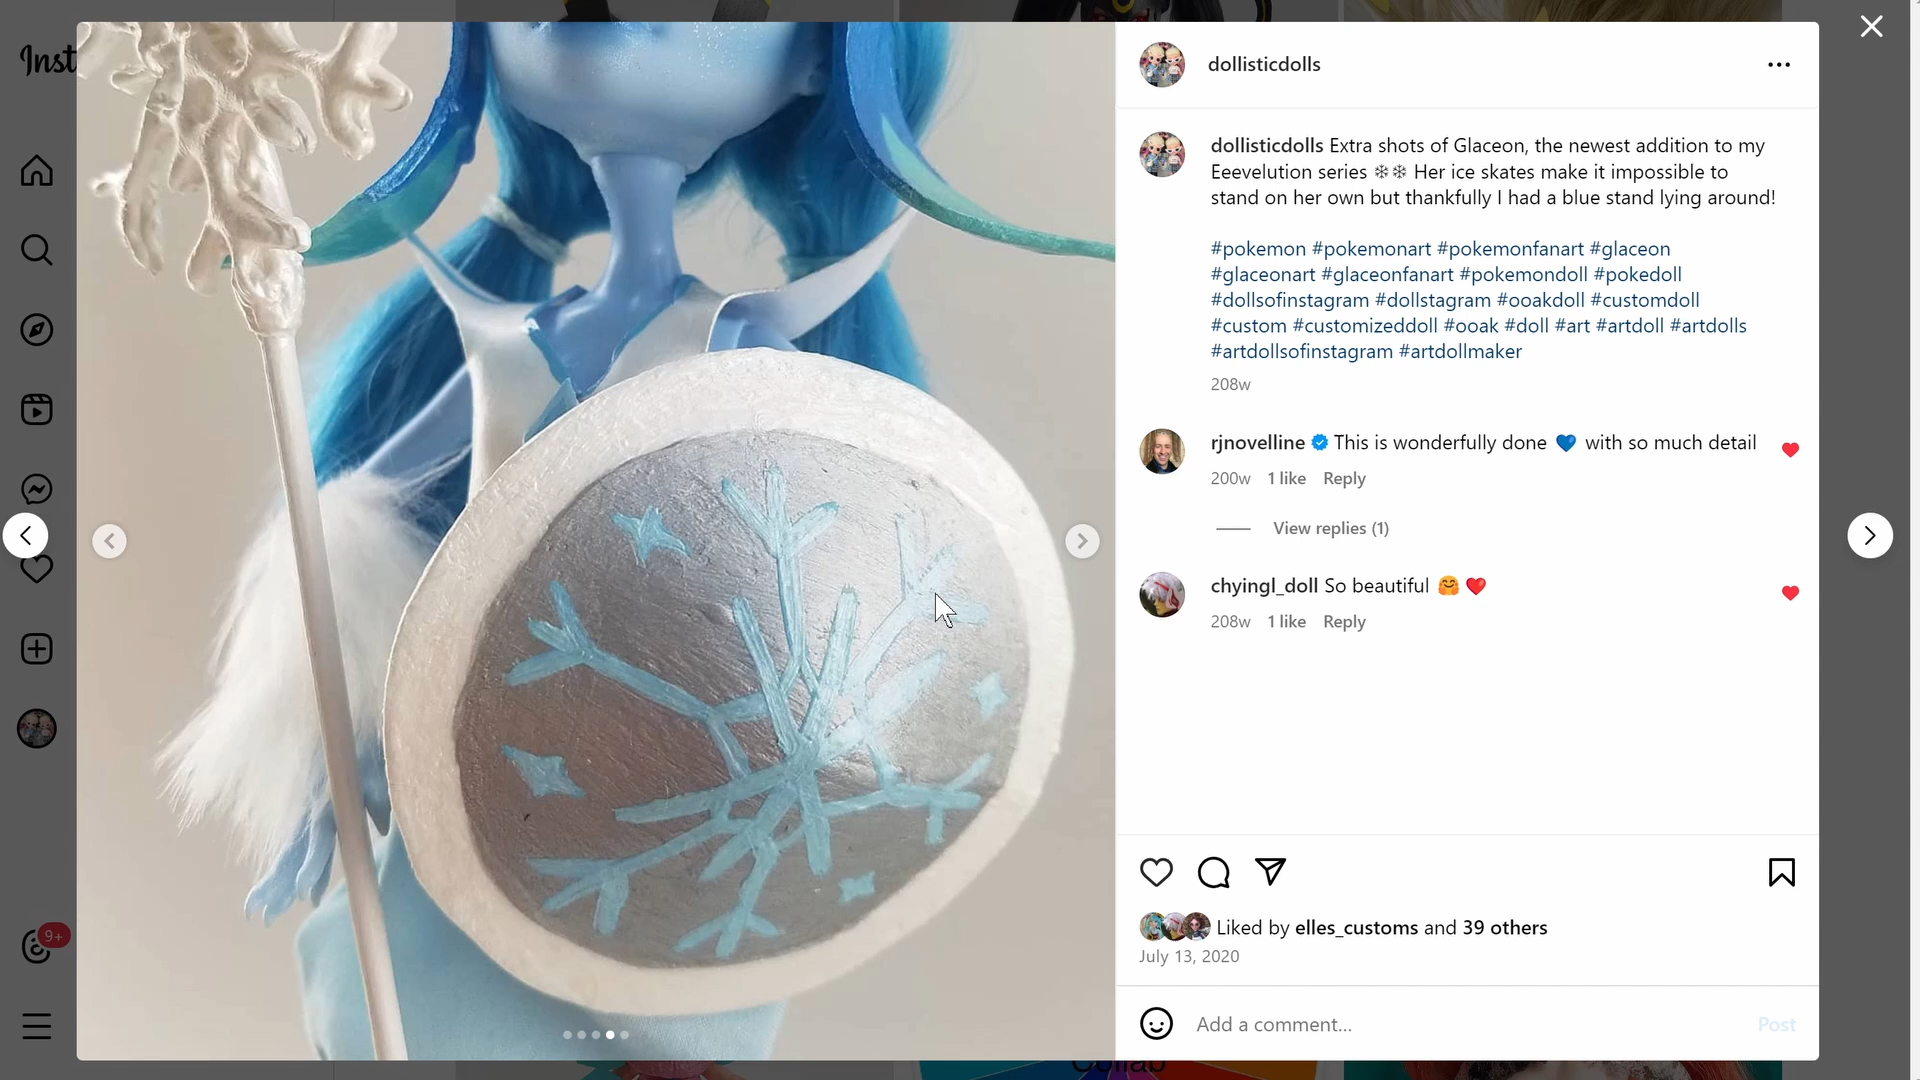 Inst
dollisticdolls
dollisticdolls Extra shots of Glaceon, the newest addition to my
Eeevelution series ❄❄ Her ice skates make it impossible to
stand on her own but thankfully I had a blue stand lying around!
#pokemon #pokemonart #pokemonfanart #glaceon
#glaceonart #glaceonfanart #pokemondoll #pokedoll
#dollsofinstagram #dollstagram #ooakdoll #customdoll
#custom #customizeddoll #ooak #doll #art #artdoll #artdolls
#artdollsofinstagram #artdollmaker
208w
rjnovelline This is wonderfully done 💙 with so much detail
200w 1 like Reply
View replies (1)
chyingl_doll So beautiful 🤗 ❤️
208w 1 like Reply
Liked by elles_customs and 39 others
July 13, 2020
Add a comment...
Post
9+
Collab